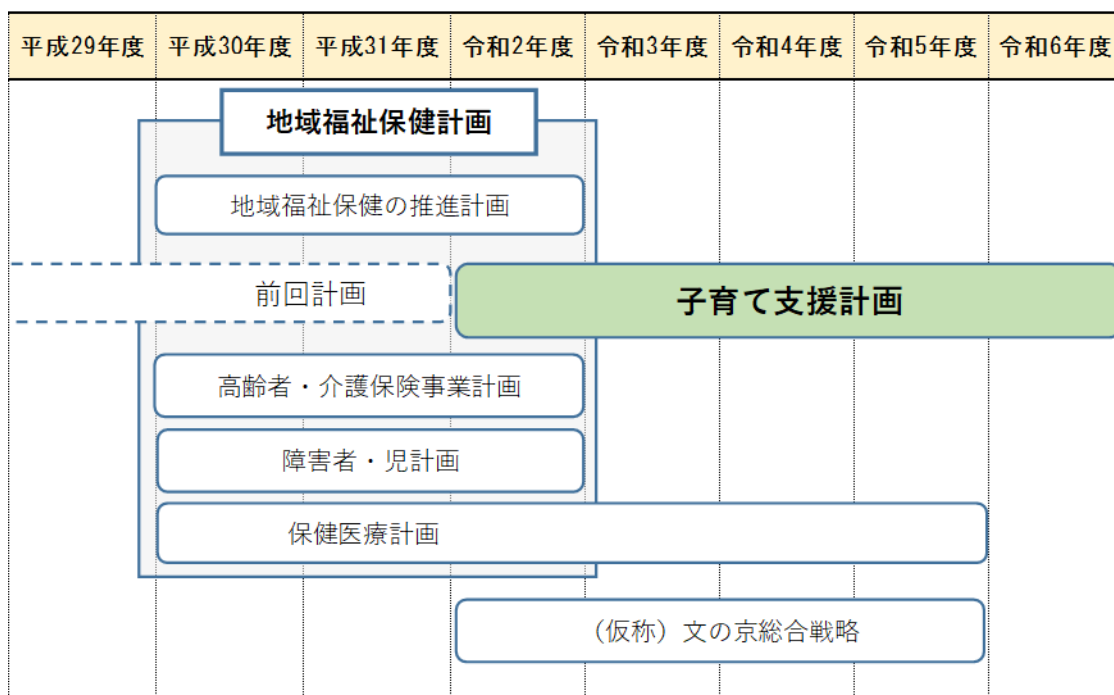 平成29年度 平成30年度 平成31年度 令和2年度 令和3年度 令和4年度 令和5年度 令和6年度
地域福祉保健計画
地域福祉保健の推進計画
前回計画
子育て支援計画
高齢者・介護保険事業計画
障害者・児計画
保健医療計画
（仮称）文の京総合戦略